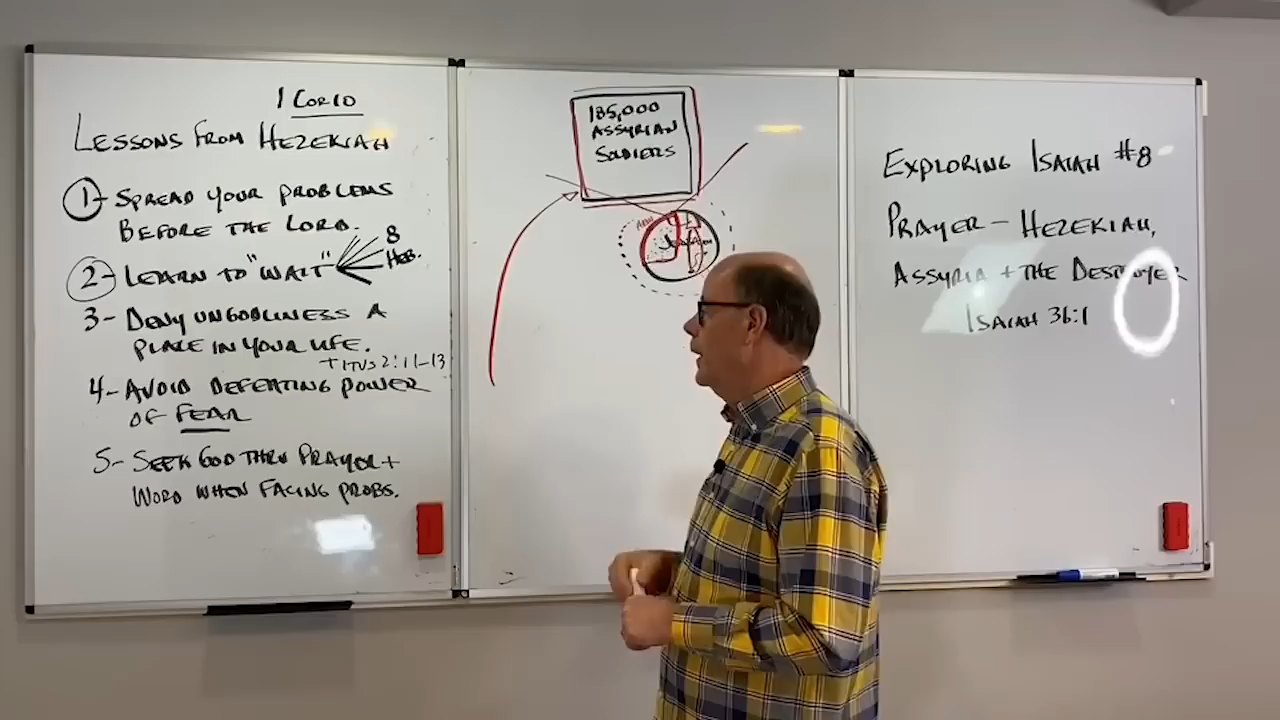 1 COR 10
LESSONS FROM HEZEKIAH
1- SPREAD YOUR PROBLEMS
BEFORE THE LORD.
2- LEARN TO "WAIT"
8
HEB.
3- DENY UNGODLINESS A
PLACE IN YOUR LIFE.
TITUS 2:11-13
4- AVOID DEFEATING POWER
OF FEAR
5- SEEK GOD THRU PRAYER +
WORD WHEN FACING PROBS.
185,000
ASSYRIAN
SOLDIERS
EXPLORING ISAIAH #8
PRAYER - HEZEKIAH,
ASSYRIA + THE DESTROYER
ISAIAH 36:1